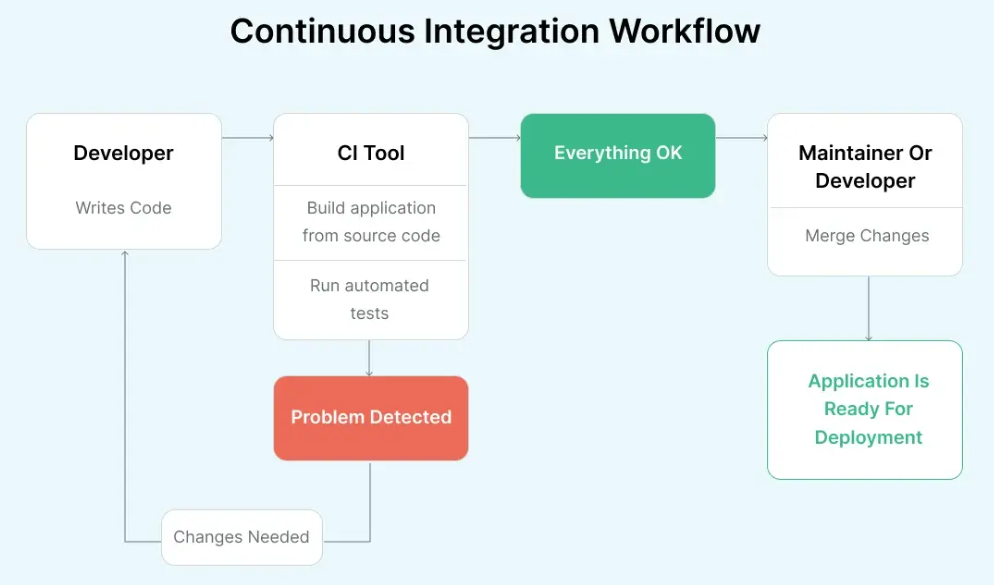 Continuous Integration Workflow
Developer
Writes Code
CI Tool
Build application
from source code
Run automated
tests
Everything OK
Maintainer Or
Developer
Merge Changes
Problem Detected
Application Is
Ready For
Deployment
Changes Needed